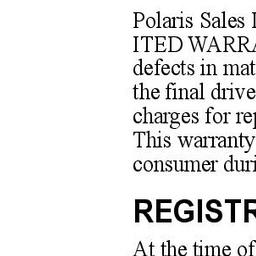 Polaris Sales
ITED WARRA
defects in mat
the final drive
charges for rep
This warranty
consumer duri
REGISTR
At the time of